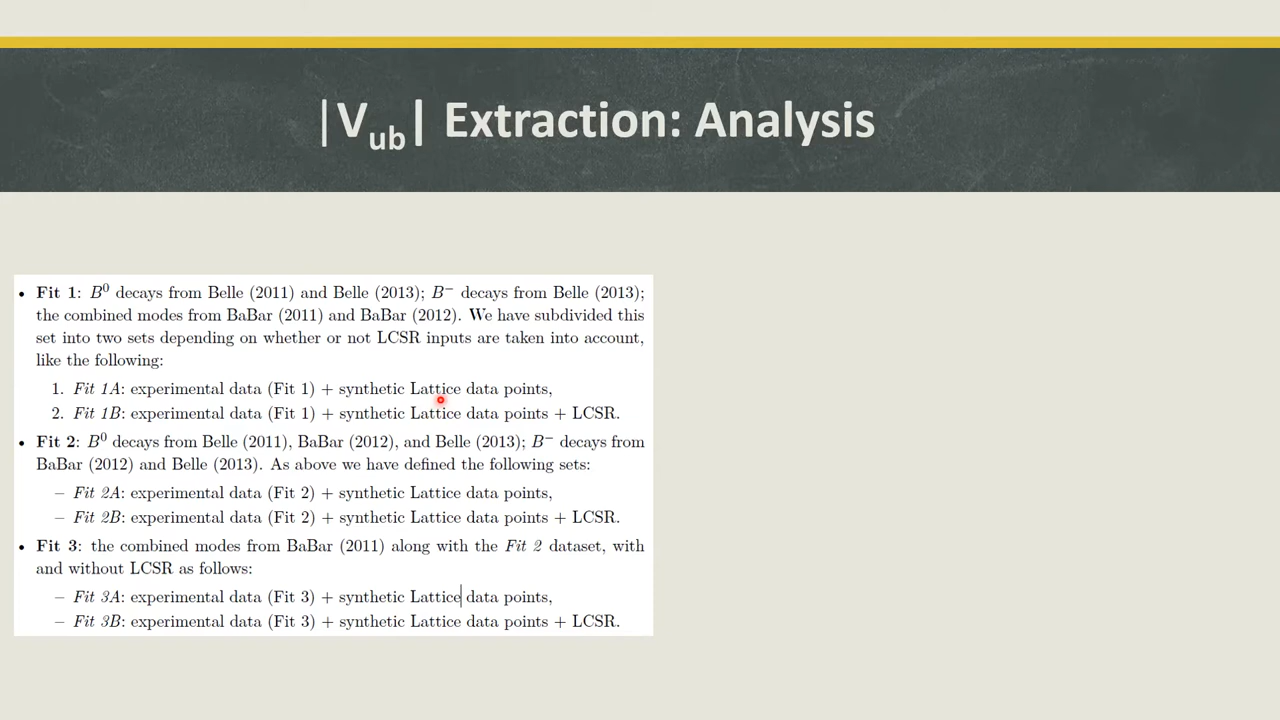 |Vub| Extraction: Analysis
• Fit 1: B⁰ decays from Belle (2011) and Belle (2013); B⁻ decays from Belle (2013);
the combined modes from BaBar (2011) and BaBar (2012). We have subdivided this
set into two sets depending on whether or not LCSR inputs are taken into account,
like the following:
1. Fit 1A: experimental data (Fit 1) + synthetic Lattice data points,
2. Fit 1B: experimental data (Fit 1) + synthetic Lattice data points + LCSR.
• Fit 2: B⁰ decays from Belle (2011), BaBar (2012), and Belle (2013); B⁻ decays from
BaBar (2012) and Belle (2013). As above we have defined the following sets:
– Fit 2A: experimental data (Fit 2) + synthetic Lattice data points,
– Fit 2B: experimental data (Fit 2) + synthetic Lattice data points + LCSR.
• Fit 3: the combined modes from BaBar (2011) along with the Fit 2 dataset, with
and without LCSR as follows:
– Fit 3A: experimental data (Fit 3) + synthetic Lattice data points,
– Fit 3B: experimental data (Fit 3) + synthetic Lattice data points + LCSR.